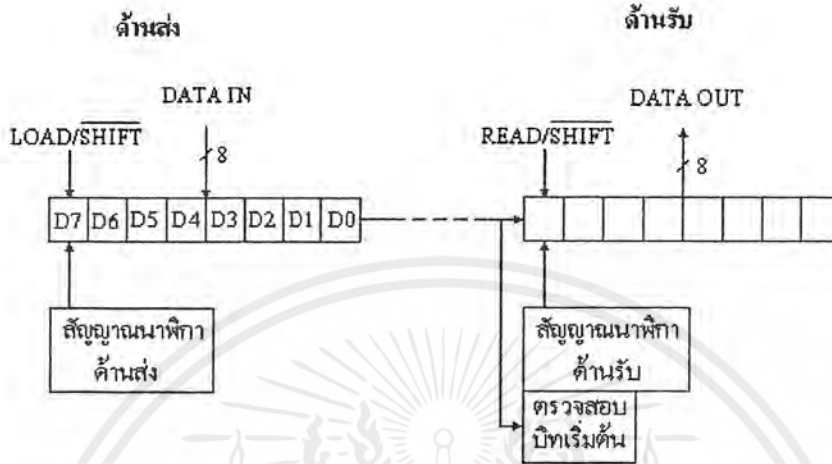 ด้านส่ง
ด้านรับ
DATA IN
DATA OUT
LOAD/SHIFT
READ/SHIFT
8
8
D7 D6 D5 D4 D3 D2 D1 D0
สัญญาณนาฬิกา
ด้านส่ง
สัญญาณนาฬิกา
ด้านรับ
ตรวจสอบ
บิทเริ่มต้น